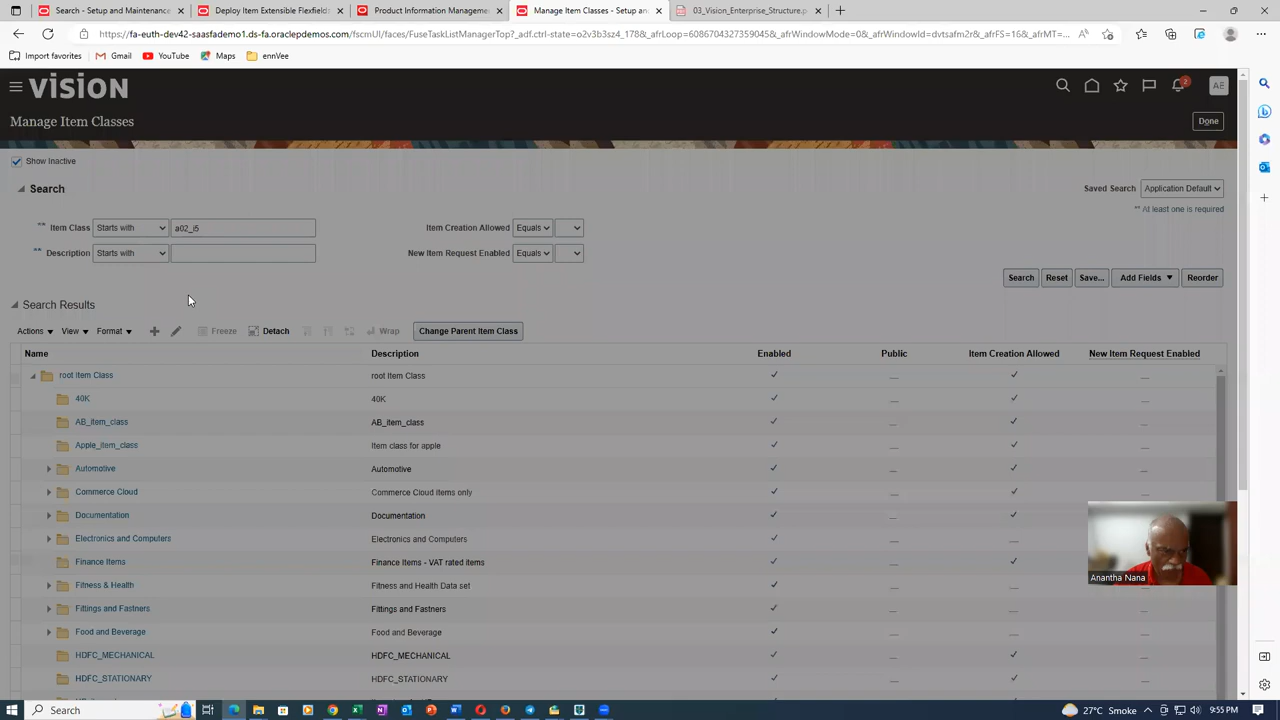 Search - Setup and Maintenance
Deploy Item Extensible Flexfields
Product Information Management
Manage Item Classes - Setup and
03_Vision_Enterprise_Structure.p
https://fa-euth-dev42-saasfademo1.ds-fa.oraclepdemos.com/fscmUI/faces/FuseTaskListManagerTop?_adf.ctrl-state=o2v3b3sz4_178&_afrLoop=6086704327359045&_afrWindowMode=0&_afrWindowId=dvtsafm2r&_afrFS=16&_afrMT=...
Import favorites
Gmail
YouTube
Maps
ennVee
VISION
2
AE
Manage Item Classes
Done
Show Inactive
Search
Saved Search
Application Default
** At least one is required
** Item Class
Starts with
a02_i5
Item Creation Allowed
Equals
** Description
Starts with
New Item Request Enabled
Equals
Search
Reset
Save...
Add Fields
Reorder
Search Results
Actions
View
Format
Freeze
Detach
Wrap
Change Parent Item Class
Name Description Enabled Public Item Creation Allowed New Item Request Enabled
root Item Class root Item Class
40K 40K
AB_item_class AB_item_class
Apple_item_class Item class for apple
Automotive Automotive
Commerce Cloud Commerce Cloud items only
Documentation Documentation
Electronics and Computers Electronics and Computers
Finance Items Finance Items - VAT rated items
Fitness & Health Fitness and Health Data set
Fittings and Fastners Fittings and Fastners
Food and Beverage Food and Beverage
HDFC_MECHANICAL HDFC_MECHANICAL
HDFC_STATIONARY HDFC_STATIONARY
Anantha Nana
Search
27°C Smoke
9:55 PM